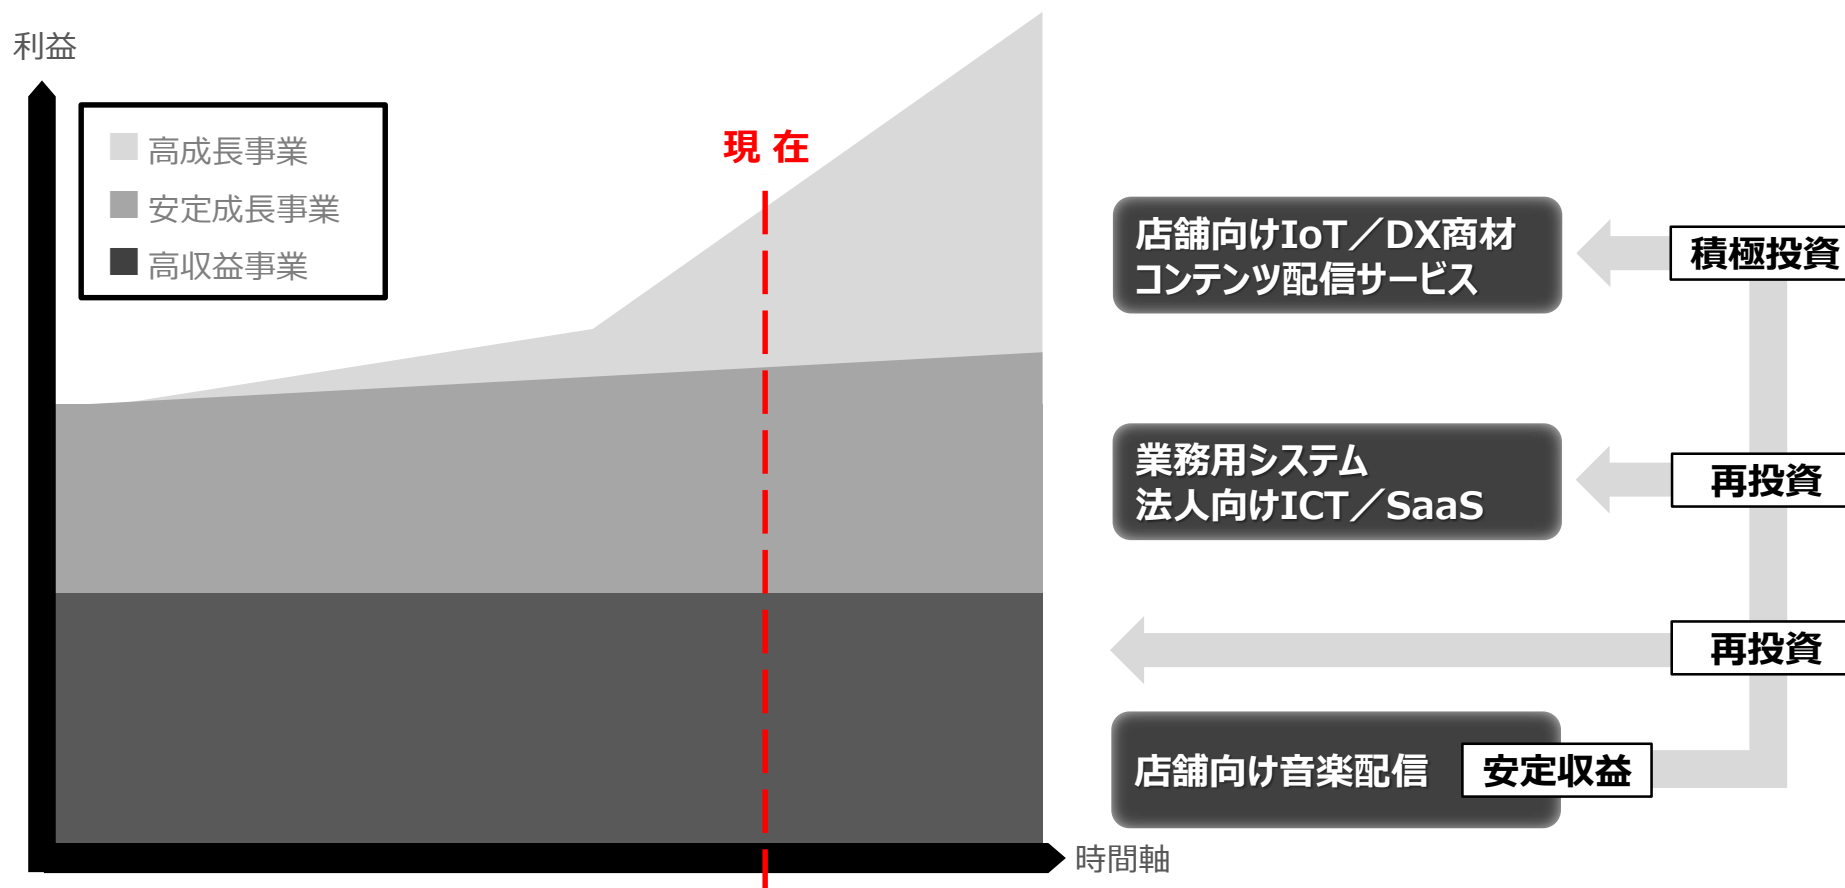 利益
高成長事業
安定成長事業
高収益事業
現 在
時間軸
店舗向けIoT／DX商材
コンテンツ配信サービス
積極投資
業務用システム
法人向けICT／SaaS
再投資
再投資
店舗向け音楽配信
安定収益